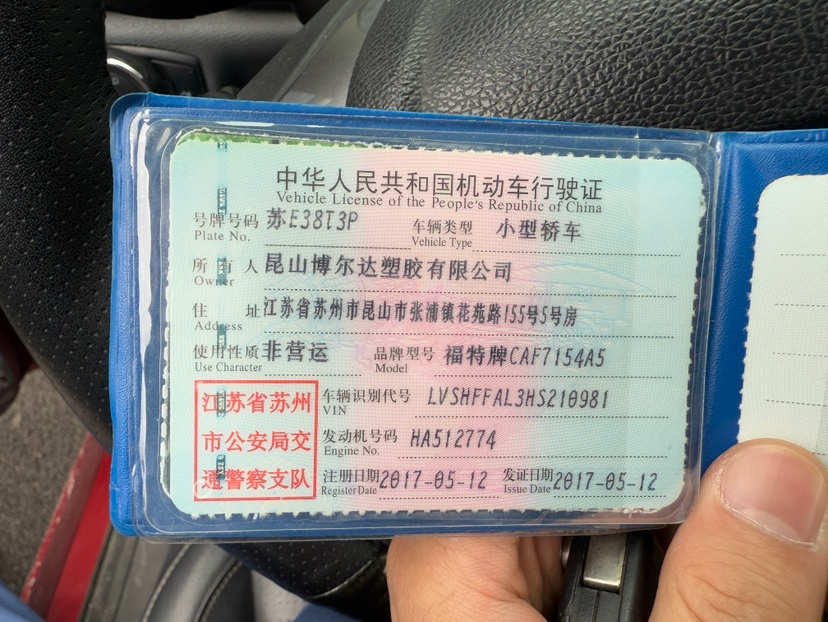 中华人民共和国机动车行驶证
Vehicle License of the People's Republic of China
号牌号码 苏E38T3P 车辆类型 小型轿车
Plate No. Vehicle Type
所有人 昆山博尔达塑胶有限公司
Owner
住址 江苏省苏州市昆山市张浦镇花苑路155号5号房
Address
使用性质 非营运 品牌型号 福特牌CAF7154A5
Use Character Model
江苏省苏州 车辆识别代号 LVSHFFAL3HS210981
VIN
市公安局交 发动机号码 HA512774
Engine No.
通警察支队 注册日期 2017-05-12 发证日期 2017-05-12
Register Date Issue Date